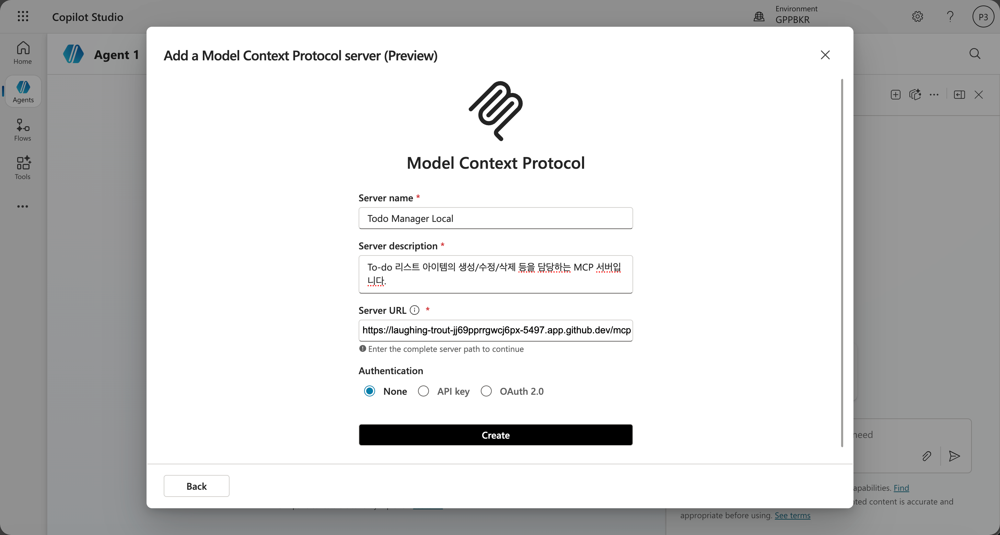 Copilot Studio
Environment
GPPBKR
P3
Home
Agents
Flows
Tools
Agent 1
Add a Model Context Protocol server (Preview)
Model Context Protocol
Server name *
Todo Manager Local
Server description *
To-do 리스트 아이템의 생성/수정/삭제 등을 담당하는 MCP 서버입
니다.
Server URL *
https://laughing-trout-jj69pprrgwcj6px-5497.app.github.dev/mcp
Enter the complete server path to continue
Authentication
None API key OAuth 2.0
Create
Back
need
apabilities. Find
ted content is accurate and
appropriate before using. See terms